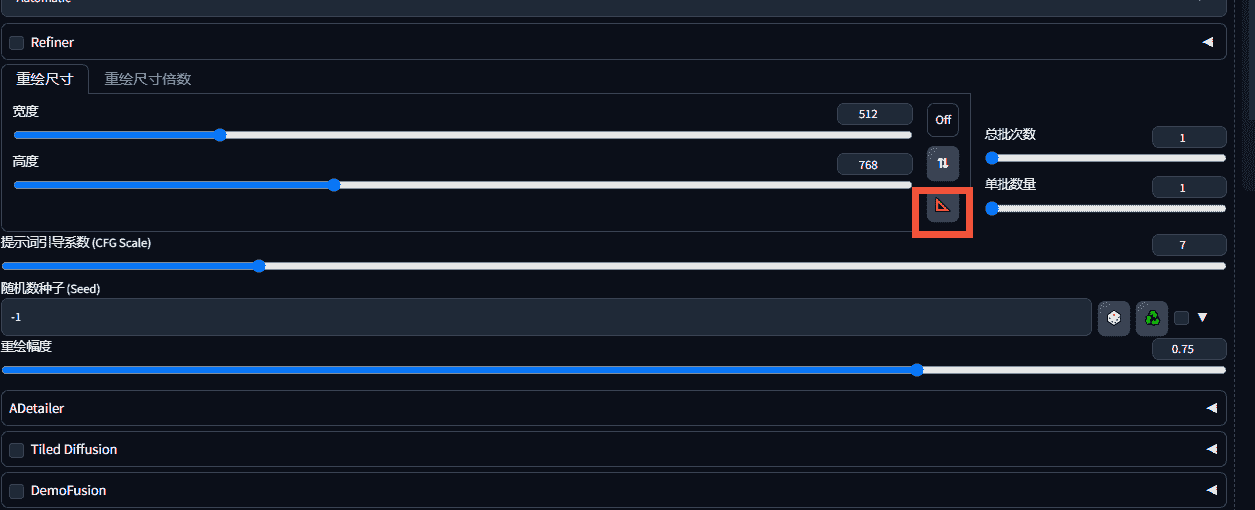 Automatic
Refiner
重绘尺寸
重绘尺寸倍数
宽度
512
Off
高度
768
总批次数
1
单批数量
1
提示词引导系数 (CFG Scale)
7
随机数种子 (Seed)
-1
重绘幅度
0.75
ADetailer
Tiled Diffusion
DemoFusion